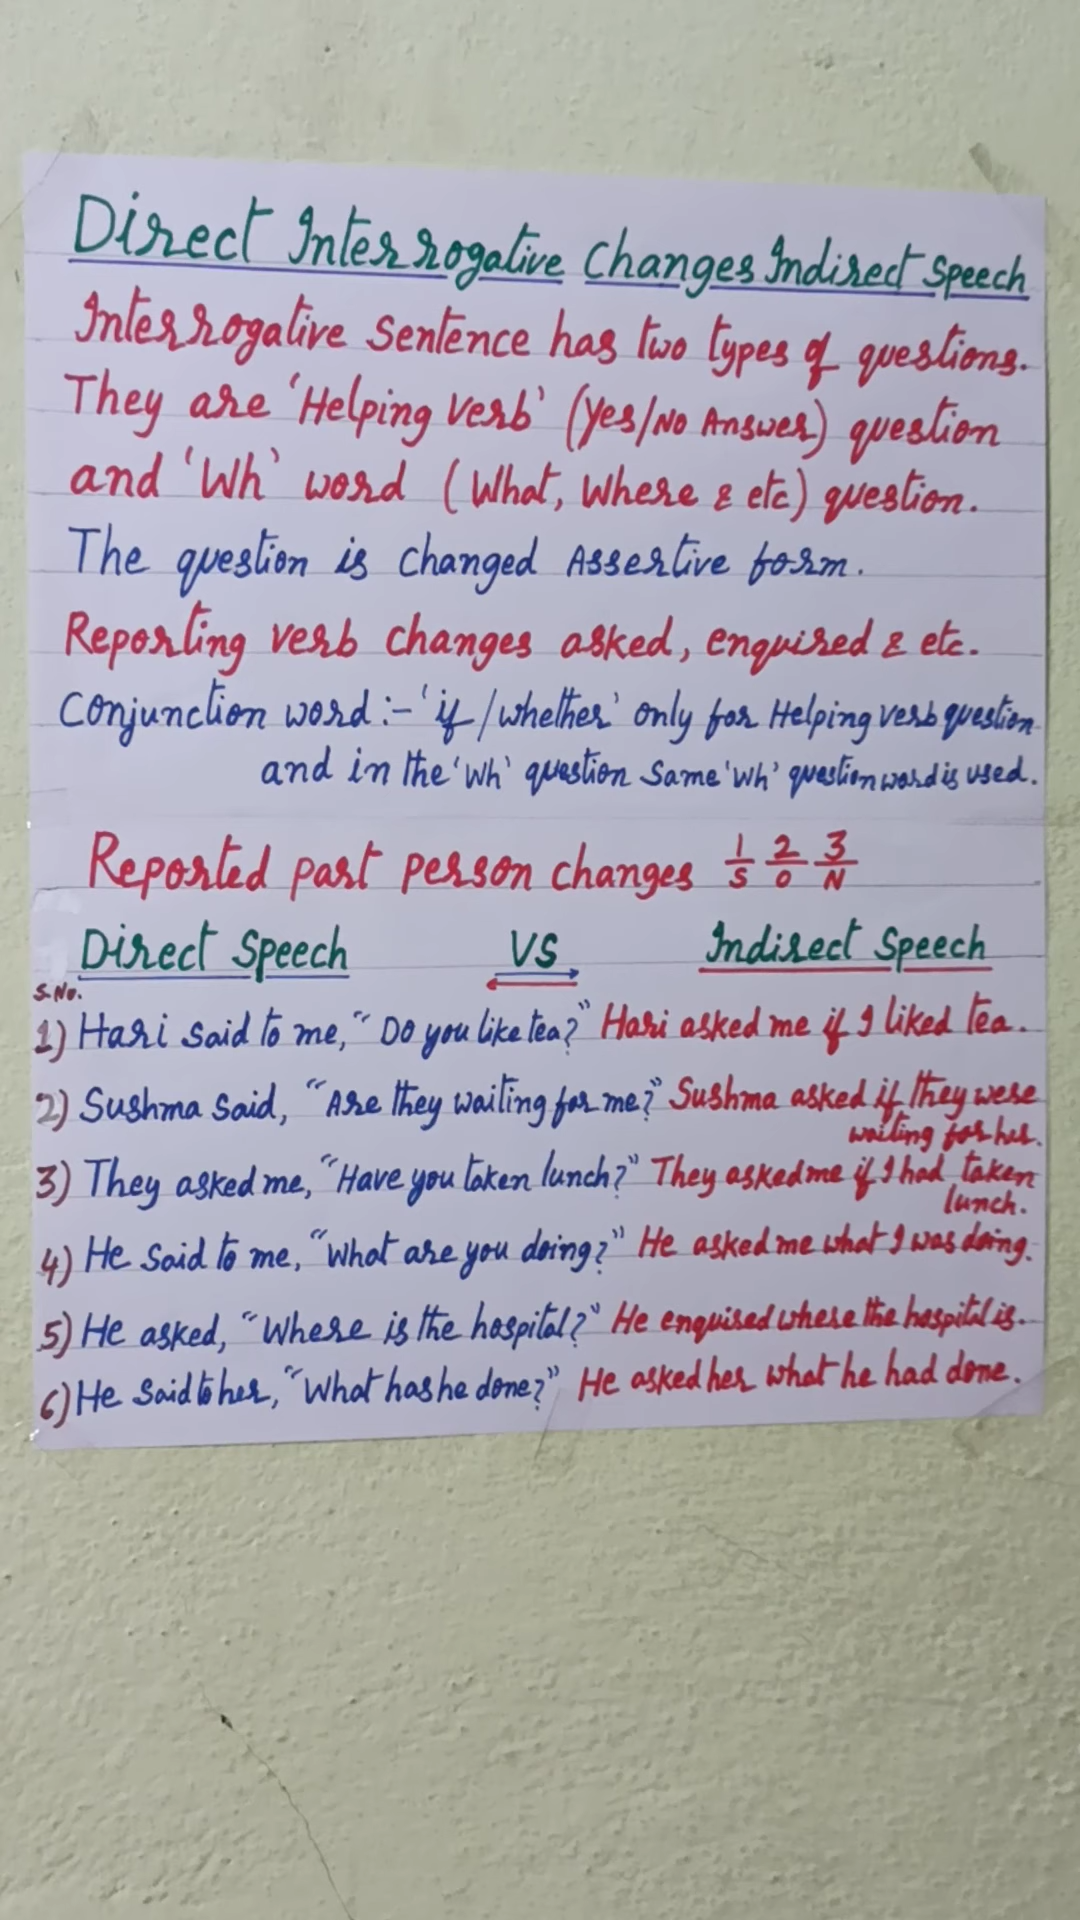 Direct Interrogative Changes Indirect Speech
Interrogative Sentence has two types of questions.
They are 'Helping Verb' (Yes/No Answer) question
and 'Wh' word (What, Where & etc) question.
The question is Changed Assertive form.
Reporting verb changes asked, enquired & etc.
Conjunction word :- 'if/whether' only for Helping verb question
and in the 'Wh' question Same 'Wh' question word is used.
Reported part person changes 1/S 2/O 3/N
Direct Speech VS Indirect Speech
S.No.
1) Hari Said to me, "Do you like tea?" Hari asked me if I liked tea.
2) Sushma Said, "Are they waiting for me?" Sushma asked if they were
waiting for her.
3) They asked me, "Have you taken lunch?" They asked me if I had taken
lunch.
4) He Said to me, "What are you doing?" He asked me what I was doing.
5) He asked, "Where is the hospital?" He enquired where the hospital is.
6) He Said to her, "What has he done?" He asked her what he had done.